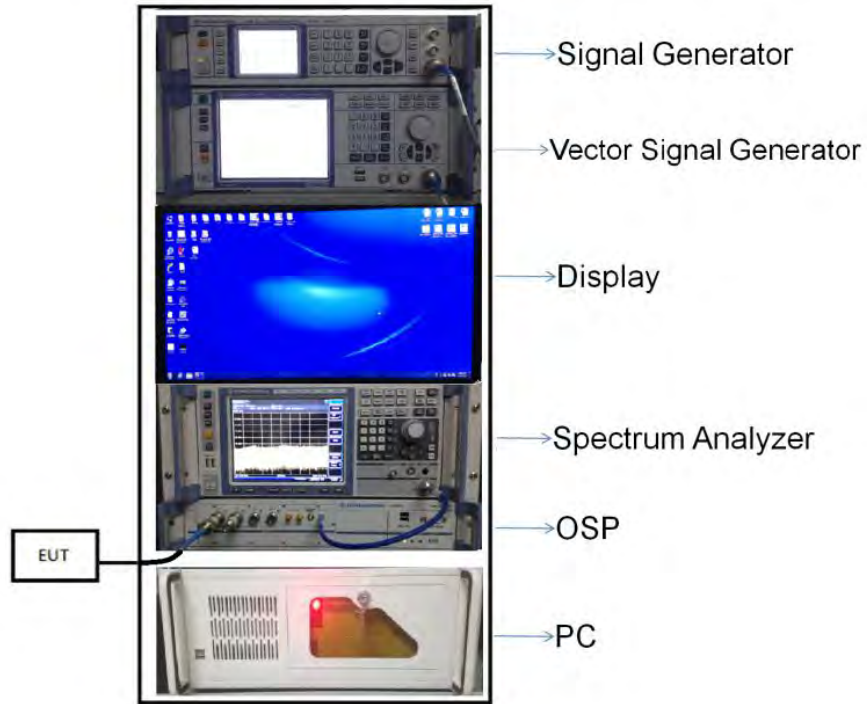 Signal Generator
Vector Signal Generator
Display
Spectrum Analyzer
OSP
EUT
PC